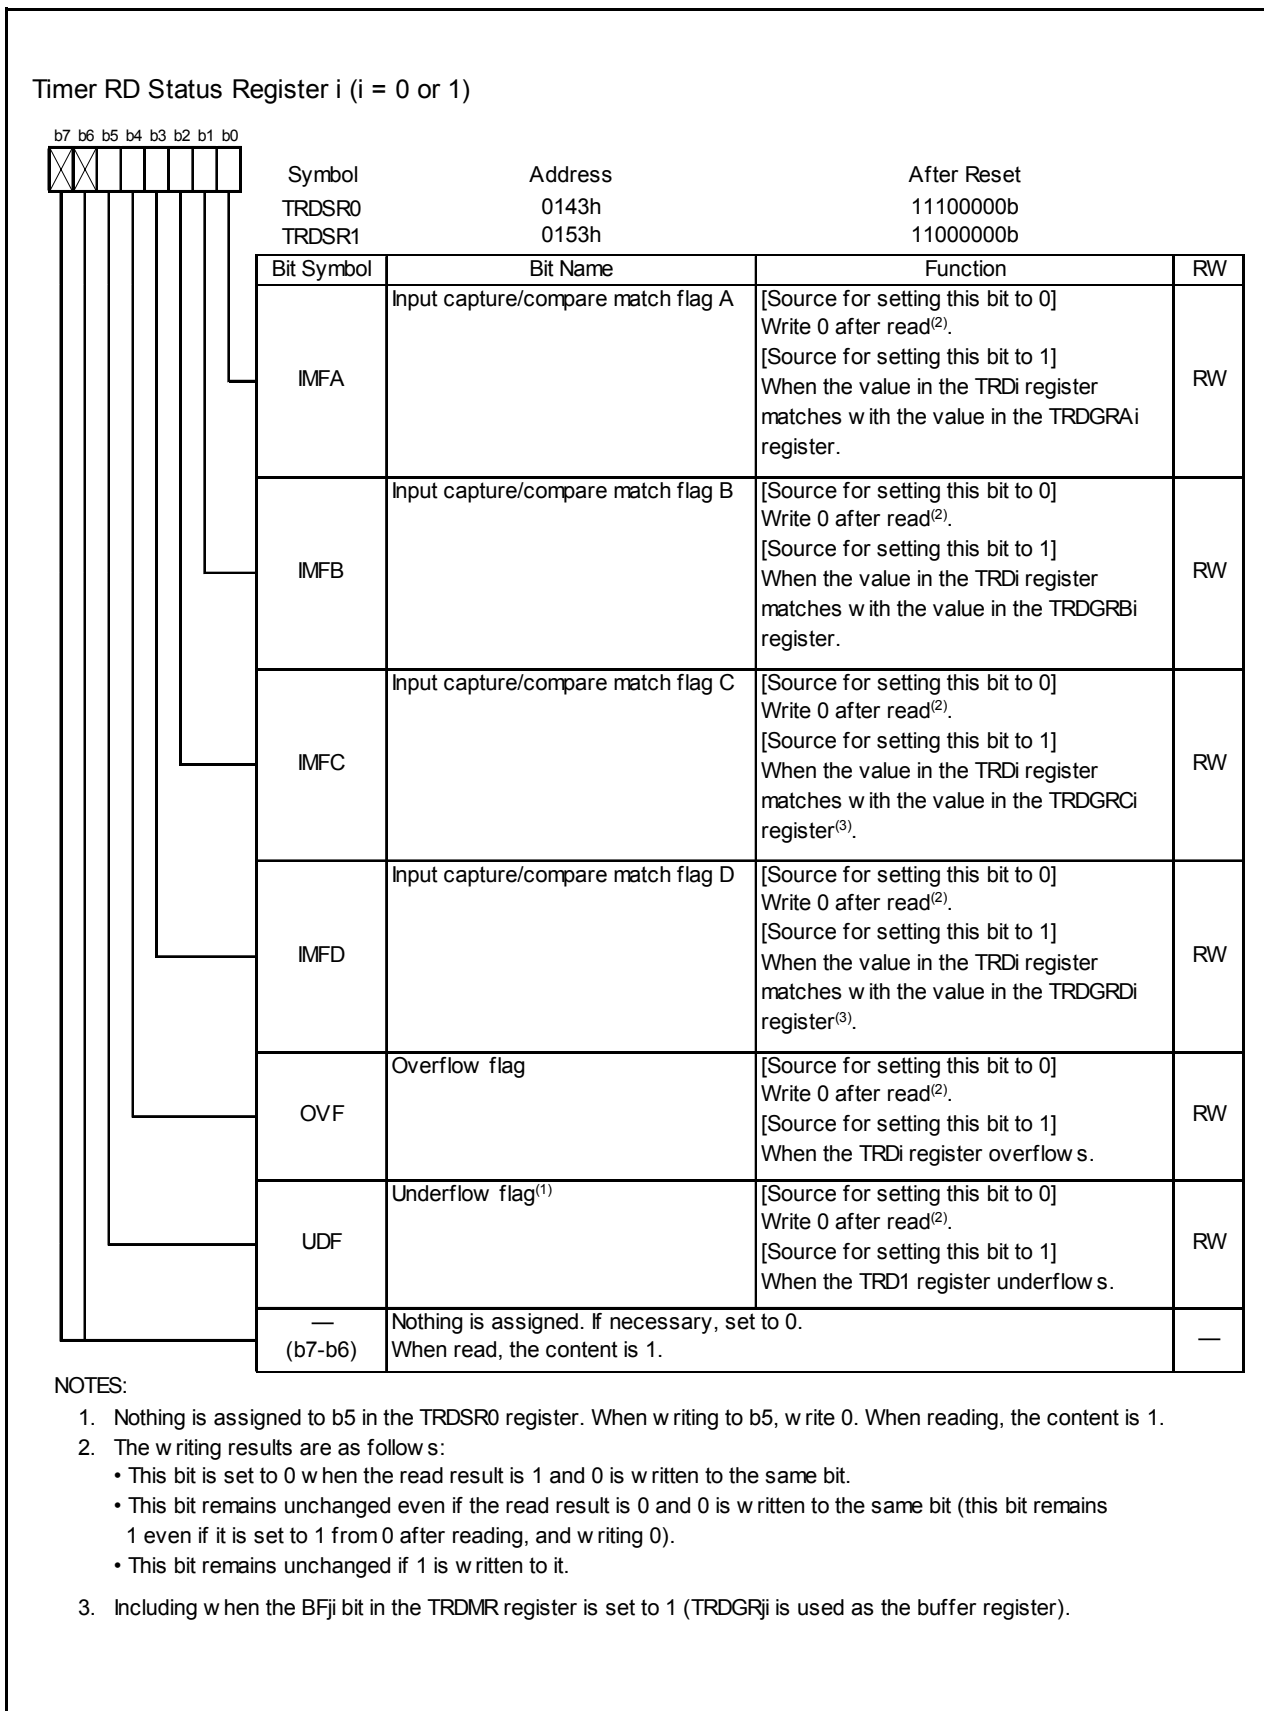 Timer RD Status Register i (i = 0 or 1)
b7 b6 b5 b4 b3 b2 b1 b0
Symbol Address After Reset
TRDSR0 0143h 11100000b
TRDSR1 0153h 11000000b
Bit Symbol Bit Name Function RW
IMFA Input capture/compare match flag A [Source for setting this bit to 0]
Write 0 after read(2).
[Source for setting this bit to 1]
When the value in the TRDi register
matches with the value in the TRDGRAi
register.
RW
IMFB Input capture/compare match flag B [Source for setting this bit to 0]
Write 0 after read(2).
[Source for setting this bit to 1]
When the value in the TRDi register
matches with the value in the TRDGRBi
register.
RW
IMFC Input capture/compare match flag C [Source for setting this bit to 0]
Write 0 after read(2).
[Source for setting this bit to 1]
When the value in the TRDi register
matches with the value in the TRDGRCi
register(3).
RW
IMFD Input capture/compare match flag D [Source for setting this bit to 0]
Write 0 after read(2).
[Source for setting this bit to 1]
When the value in the TRDi register
matches with the value in the TRDGRDi
register(3).
RW
OVF Overflow flag [Source for setting this bit to 0]
Write 0 after read(2).
[Source for setting this bit to 1]
When the TRDi register overflows.
RW
UDF Underflow flag(1) [Source for setting this bit to 0]
Write 0 after read(2).
[Source for setting this bit to 1]
When the TRD1 register underflows.
RW
— Nothing is assigned. If necessary, set to 0.
(b7-b6) When read, the content is 1.
—
NOTES:
1. Nothing is assigned to b5 in the TRDSR0 register. When writing to b5, write 0. When reading, the content is 1.
2. The writing results are as follows:
• This bit is set to 0 when the read result is 1 and 0 is written to the same bit.
• This bit remains unchanged even if the read result is 0 and 0 is written to the same bit (this bit remains
1 even if it is set to 1 from 0 after reading, and writing 0).
• This bit remains unchanged if 1 is written to it.
3. Including when the BFji bit in the TRDMR register is set to 1 (TRDGRji is used as the buffer register).